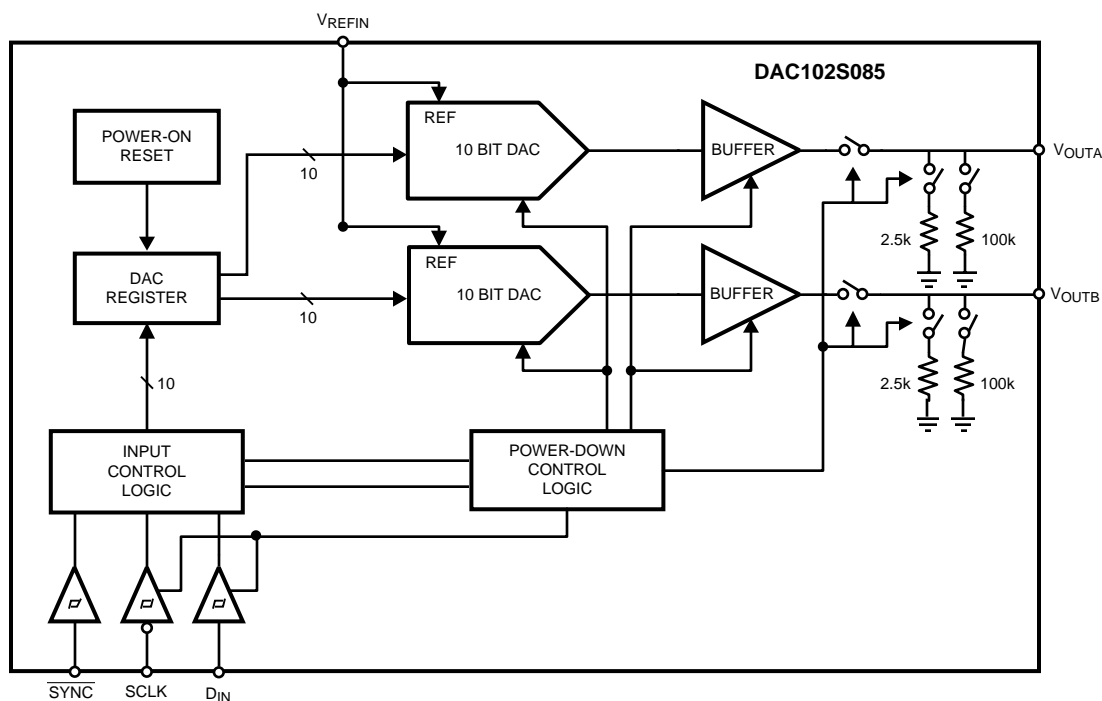 VREFIN
DAC102S085
POWER-ON
RESET
REF
10 BIT DAC
BUFFER
VOUTA
10
2.5k
100k
DAC
REGISTER
REF
10 BIT DAC
BUFFER
VOUTB
10
10
2.5k
100k
INPUT
CONTROL
LOGIC
POWER-DOWN
CONTROL
LOGIC
SYNC
SCLK
DIN